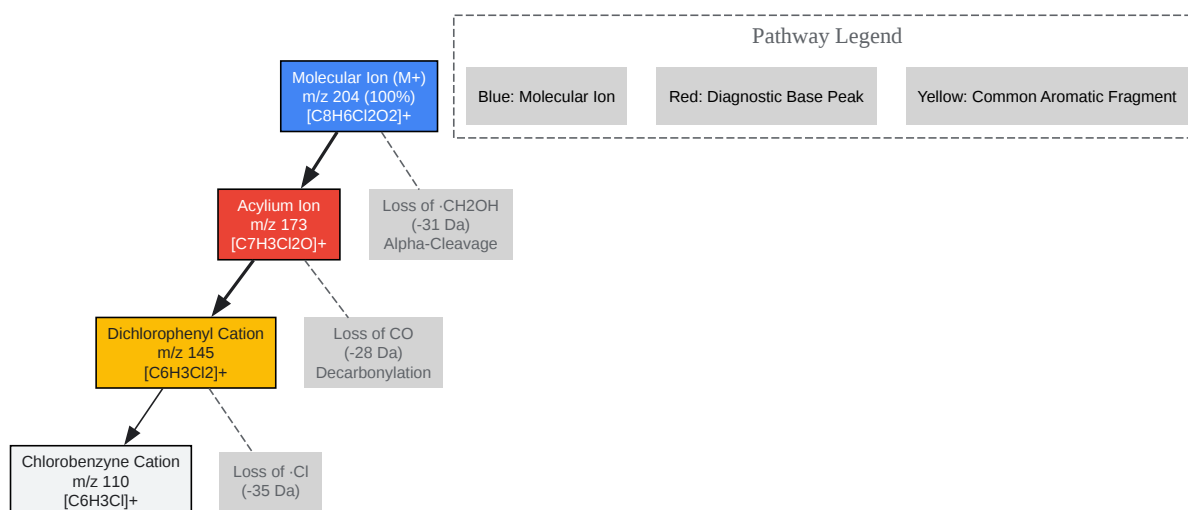 Pathway Legend
Blue: Molecular Ion
Red: Diagnostic Base Peak
Yellow: Common Aromatic Fragment
Molecular Ion (M+)
m/z 204 (100%)
[C8H6Cl2O2]+
Acylium Ion
m/z 173
[C7H3Cl2O]+
Loss of ·CH2OH
(-31 Da)
Alpha-Cleavage
Dichlorophenyl Cation
m/z 145
[C6H3Cl2]+
Loss of CO
(-28 Da)
Decarbonylation
Chlorobenzyne Cation
m/z 110
[C6H3Cl]+
Loss of ·Cl
(-35 Da)